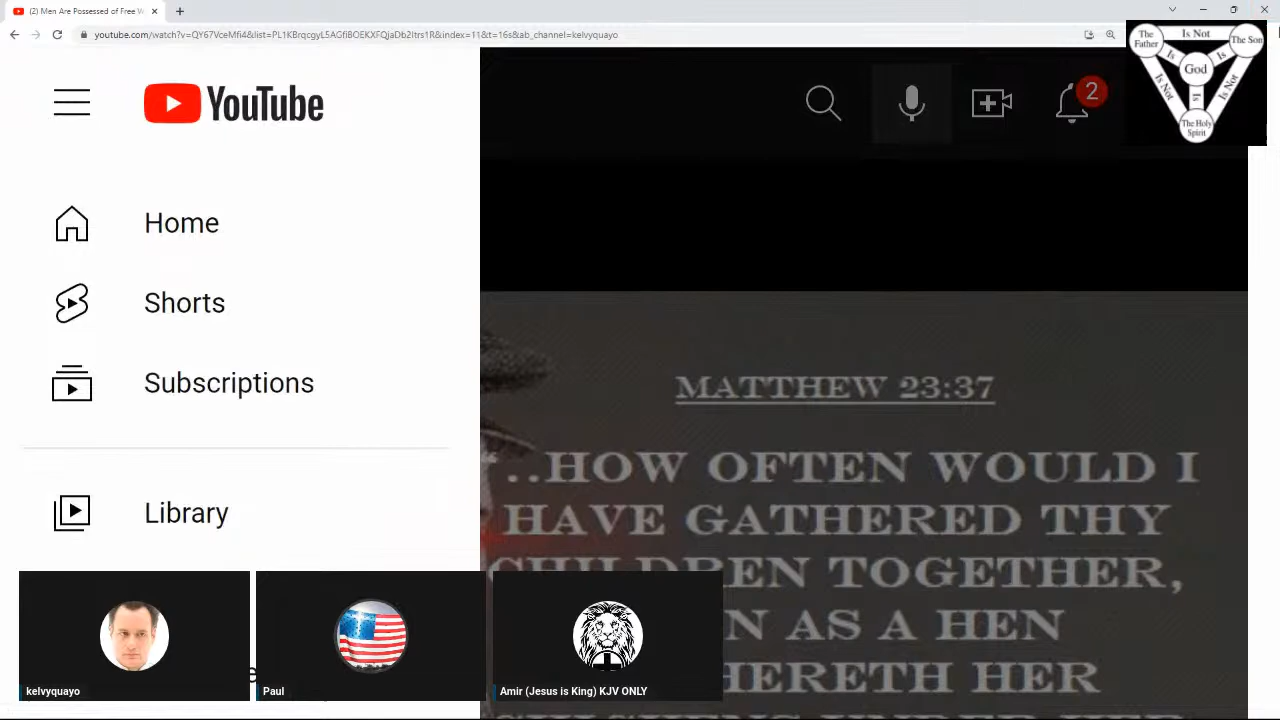 (2) Men Are Possessed of Free W
youtube.com/watch?v=QY67VceMfi4&list=PL1KBrqcgyL5AGfiBOEKXFQjaDb2ltro1P&index=11&t=16s&ab_channel=kelvyquayo
The Father
Is Not
The Son
Is
Is
God
Is Not
Is
Is Not
The Holy Spirit
YouTube
2
Home
Shorts
Subscriptions
Library
MATTHEW 23:37
..HOW OFTEN WOULD I
HAVE GATHERED THY
CHILDREN TOGETHER,
N AS A HEN
HERETH HER
kelvyquayo
Paul
Amir (Jesus is King) KJV ONLY